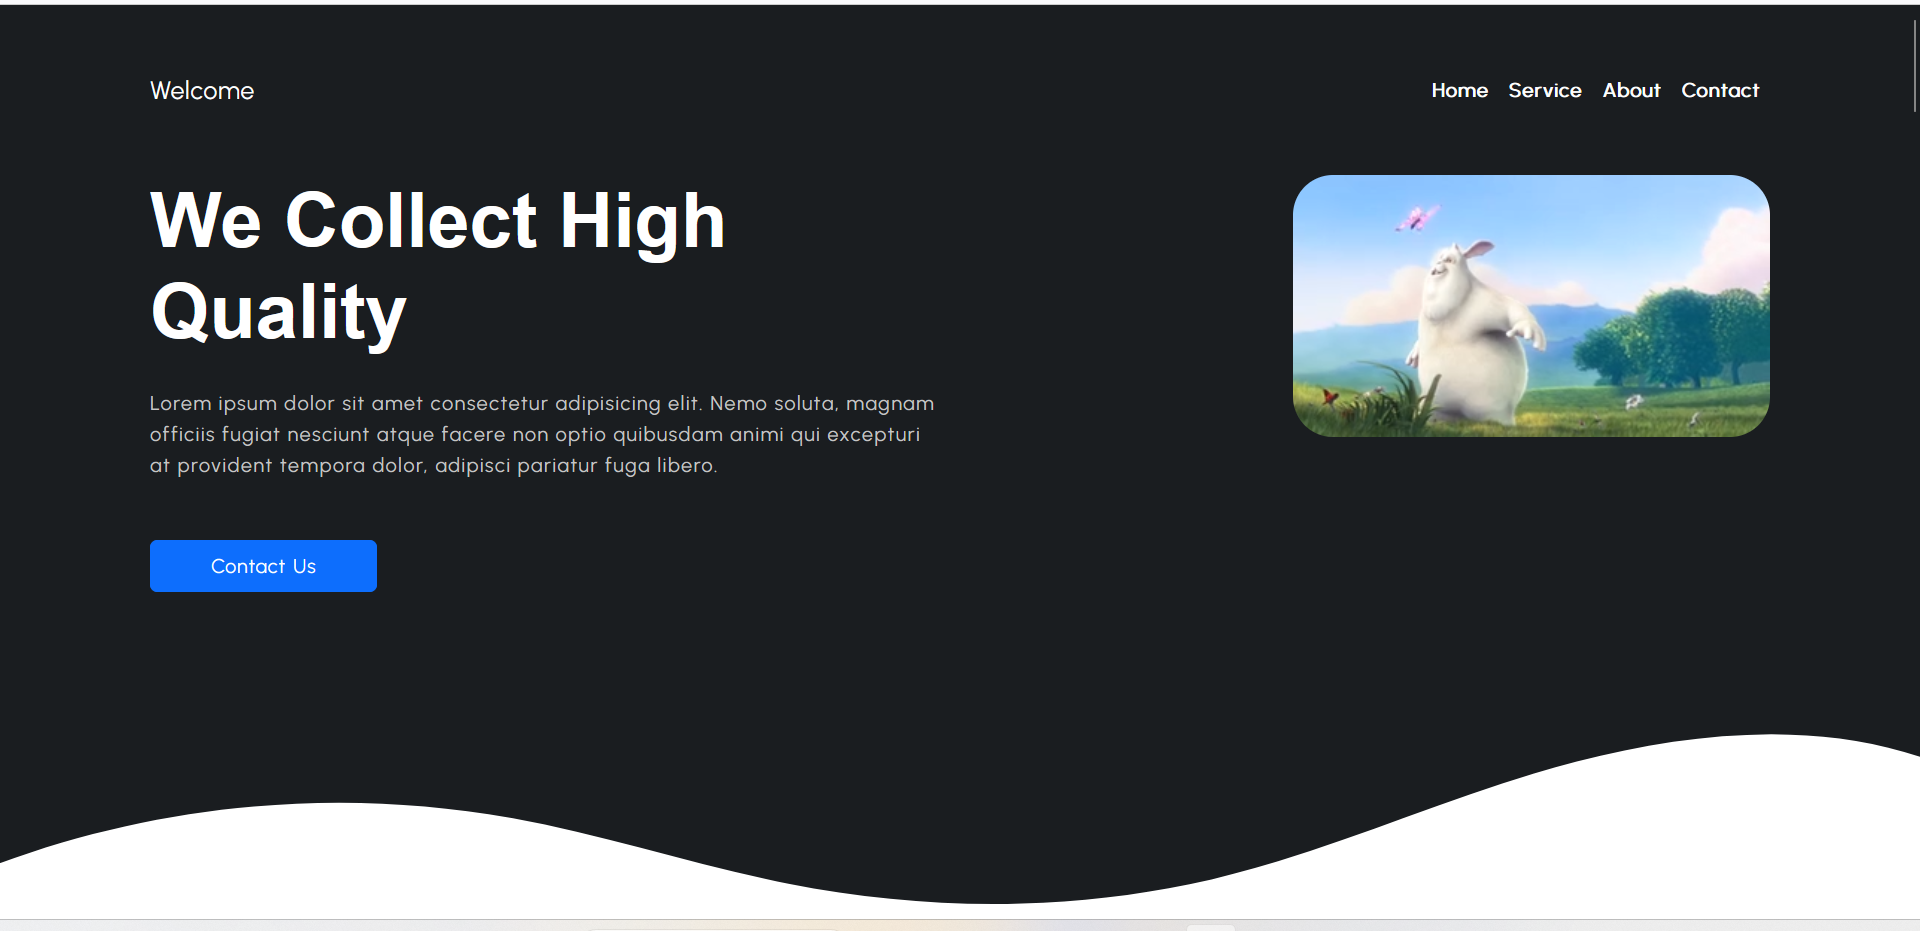 Welcome
Home Service About Contact
We Collect High
Quality
Lorem ipsum dolor sit amet consectetur adipisicing elit. Nemo soluta, magnam
officiis fugiat nesciunt atque facere non optio quibusdam animi qui excepturi
at provident tempora dolor, adipisci pariatur fuga libero.
Contact Us